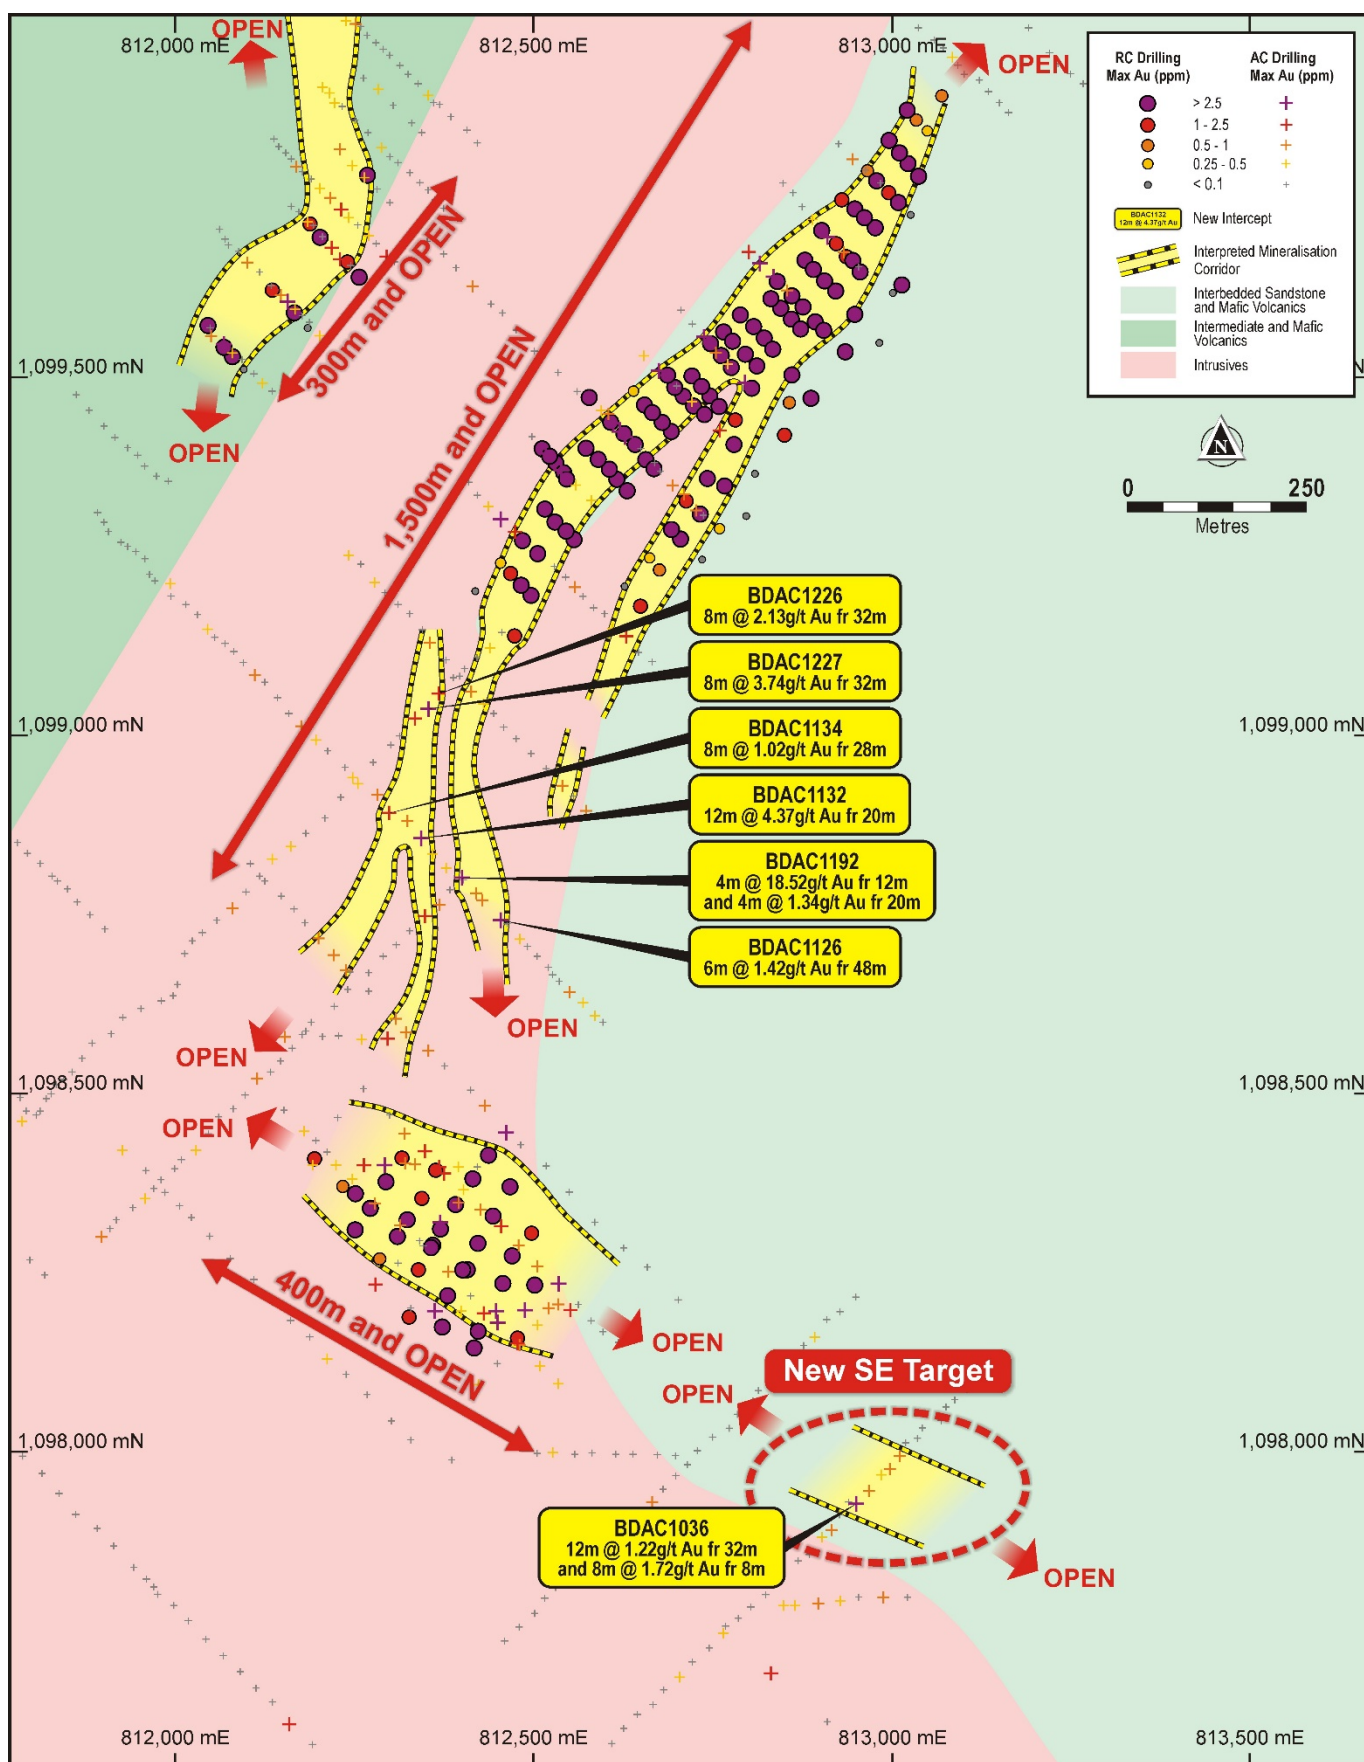 OPEN
812,000 mE
812,500 mE
813,000 mE
OPEN
RC Drilling
Max Au (ppm)
AC Drilling
Max Au (ppm)
> 2.5
1 - 2.5
0.5 - 1
0.25 - 0.5
< 0.1
BDAC1132
12m @ 4.37g/t Au
New Intercept
Interpreted Mineralisation
Corridor
Interbedded Sandstone
and Mafic Volcanics
Intermediate and Mafic
Volcanics
Intrusives
300m and OPEN
1,500m and OPEN
1,099,500 mN
OPEN
N
0
250
Metres
BDAC1226
8m @ 2.13g/t Au fr 32m
BDAC1227
8m @ 3.74g/t Au fr 32m
1,099,000 mN
1,099,000 mN
BDAC1134
8m @ 1.02g/t Au fr 28m
BDAC1132
12m @ 4.37g/t Au fr 20m
BDAC1192
4m @ 18.52g/t Au fr 12m
and 4m @ 1.34g/t Au fr 20m
BDAC1126
6m @ 1.42g/t Au fr 48m
OPEN
OPEN
1,098,500 mN
1,098,500 mN
OPEN
400m and OPEN
OPEN
New SE Target
OPEN
1,098,000 mN
1,098,000 mN
BDAC1036
12m @ 1.22g/t Au fr 32m
and 8m @ 1.72g/t Au fr 8m
OPEN
812,000 mE
812,500 mE
813,000 mE
813,500 mE